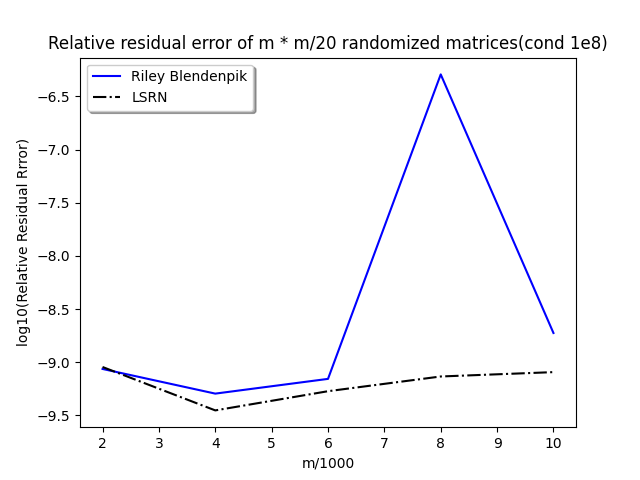 Relative residual error of m * m/20 randomized matrices(cond 1e8)
Riley Blendenpik
LSRN
log10(Relative Residual Rrror)
−6.5
−7.0
−7.5
−8.0
−8.5
−9.0
−9.5
2 3 4 5 6 7 8 9 10
m/1000